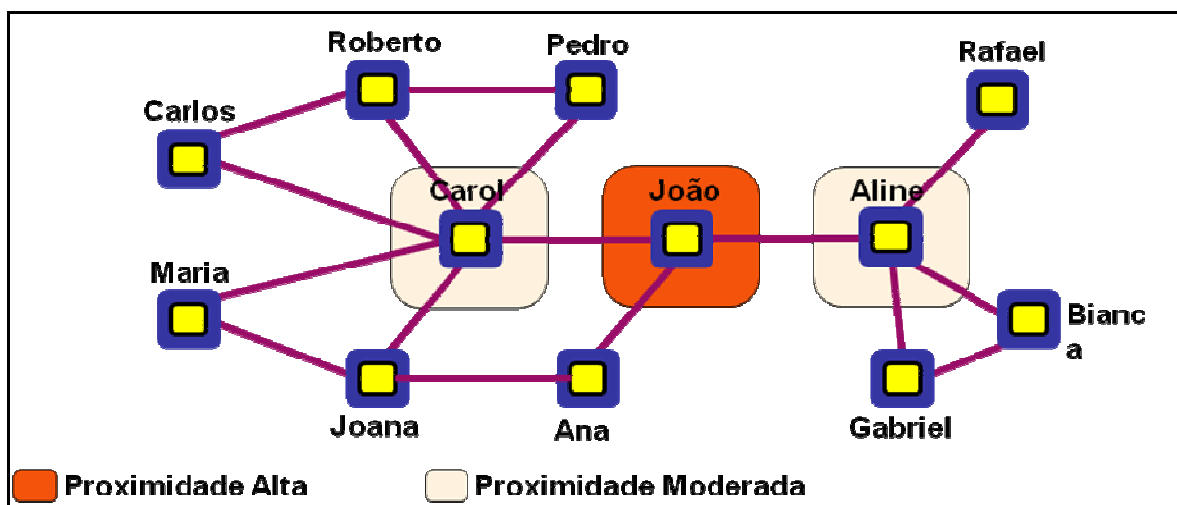 Roberto
Pedro
Rafael
Carlos
Carol
João
Aline
Maria
Bianc
a
Joana
Ana
Gabriel
Proximidade Alta
Proximidade Moderada